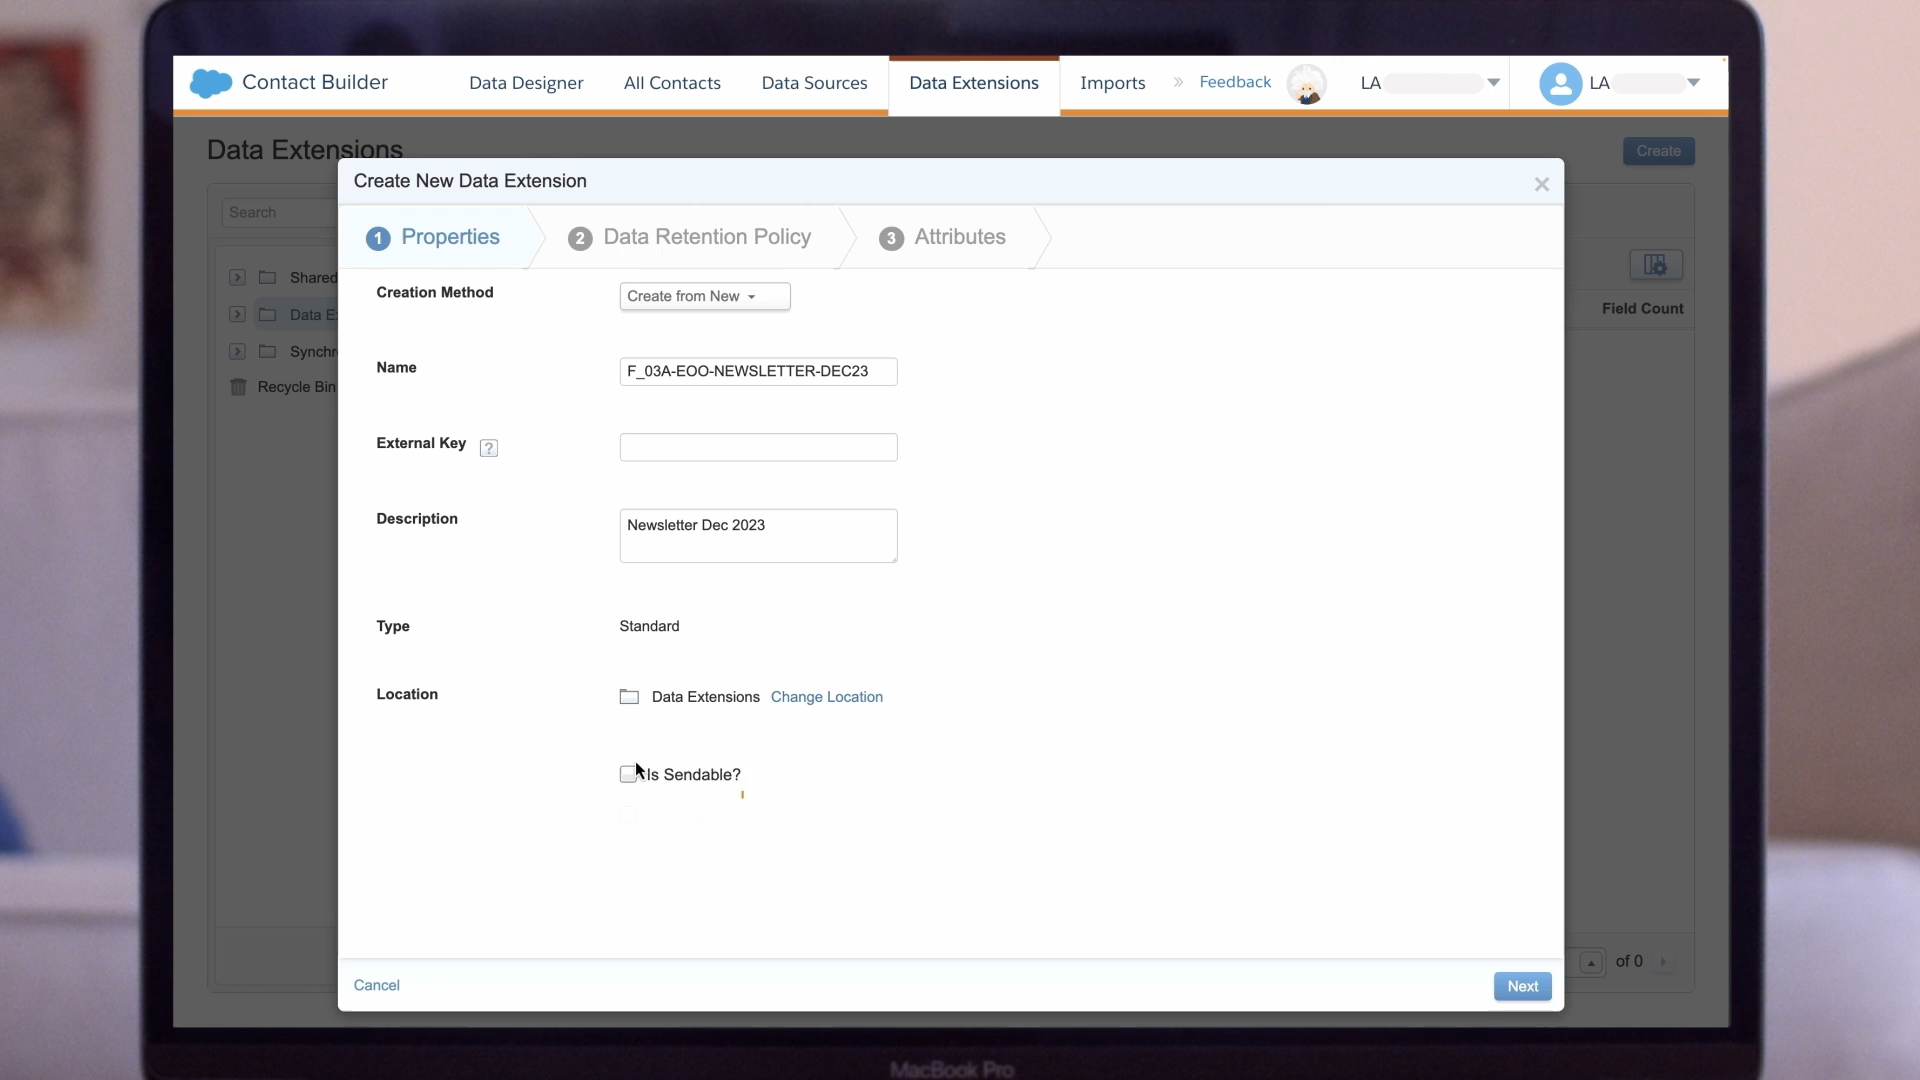 Contact Builder
Data Designer
All Contacts
Data Sources
Data Extensions
Imports
Feedback
LA
LA
Data Extensions
Create
Search
Shared
Data E
Synchr
Recycle Bin
Field Count
of 0
Create New Data Extension
1 Properties
2 Data Retention Policy
3 Attributes
Creation Method
Create from New
Name
F_03A-EOO-NEWSLETTER-DEC23
External Key ?
Description
Newsletter Dec 2023
Type
Standard
Location
Data Extensions Change Location
Is Sendable?
Cancel
Next
MacBook Pro